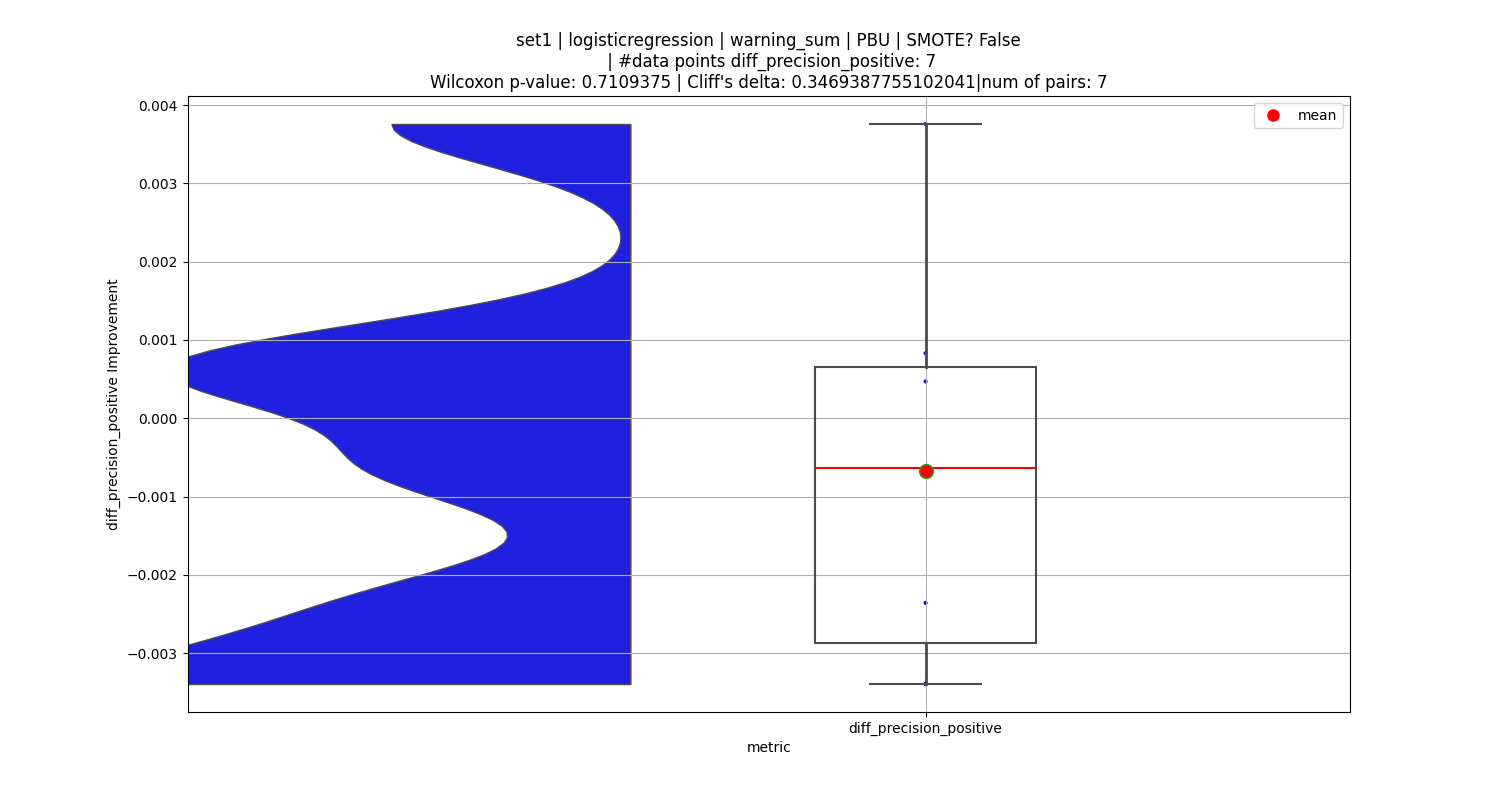 set1 | logisticregression | warning_sum | PBU | SMOTE? False
| #data points diff_precision_positive: 7
Wilcoxon p-value: 0.7109375 | Cliff's delta: 0.3469387755102041|num of pairs: 7
mean
0.004
0.003
0.002
0.001
0.000
−0.001
−0.002
−0.003
diff_precision_positive Improvement
diff_precision_positive
metric